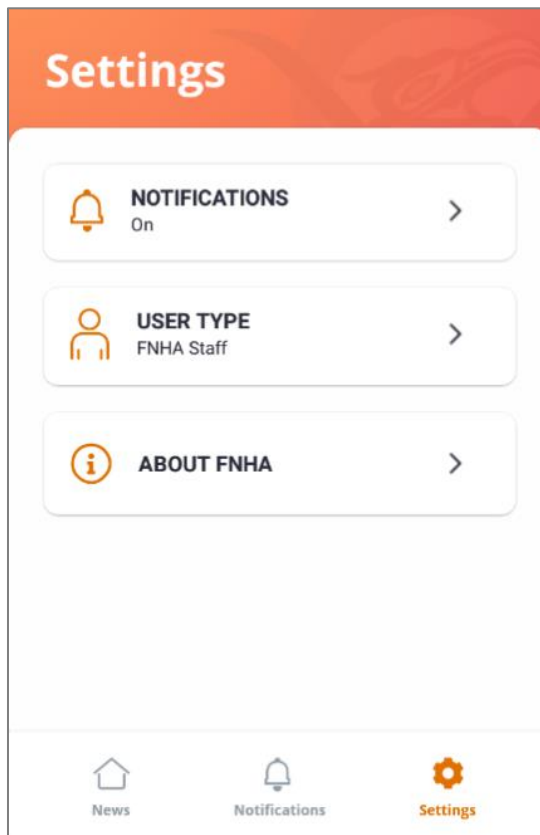 Settings
NOTIFICATIONS
On
USER TYPE
FNHA Staff
ABOUT FNHA
News
Notifications
Settings